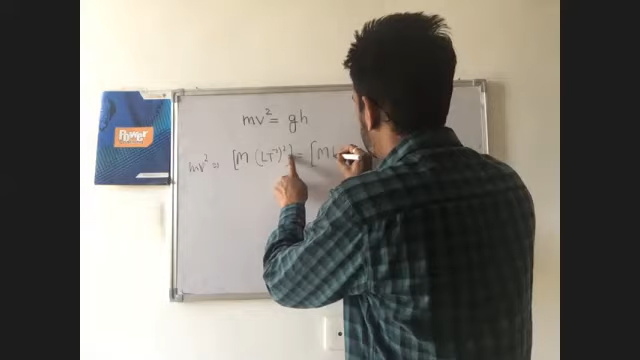 Power
mv² = gh
mv² = [M (LT⁻¹)²] = [M L